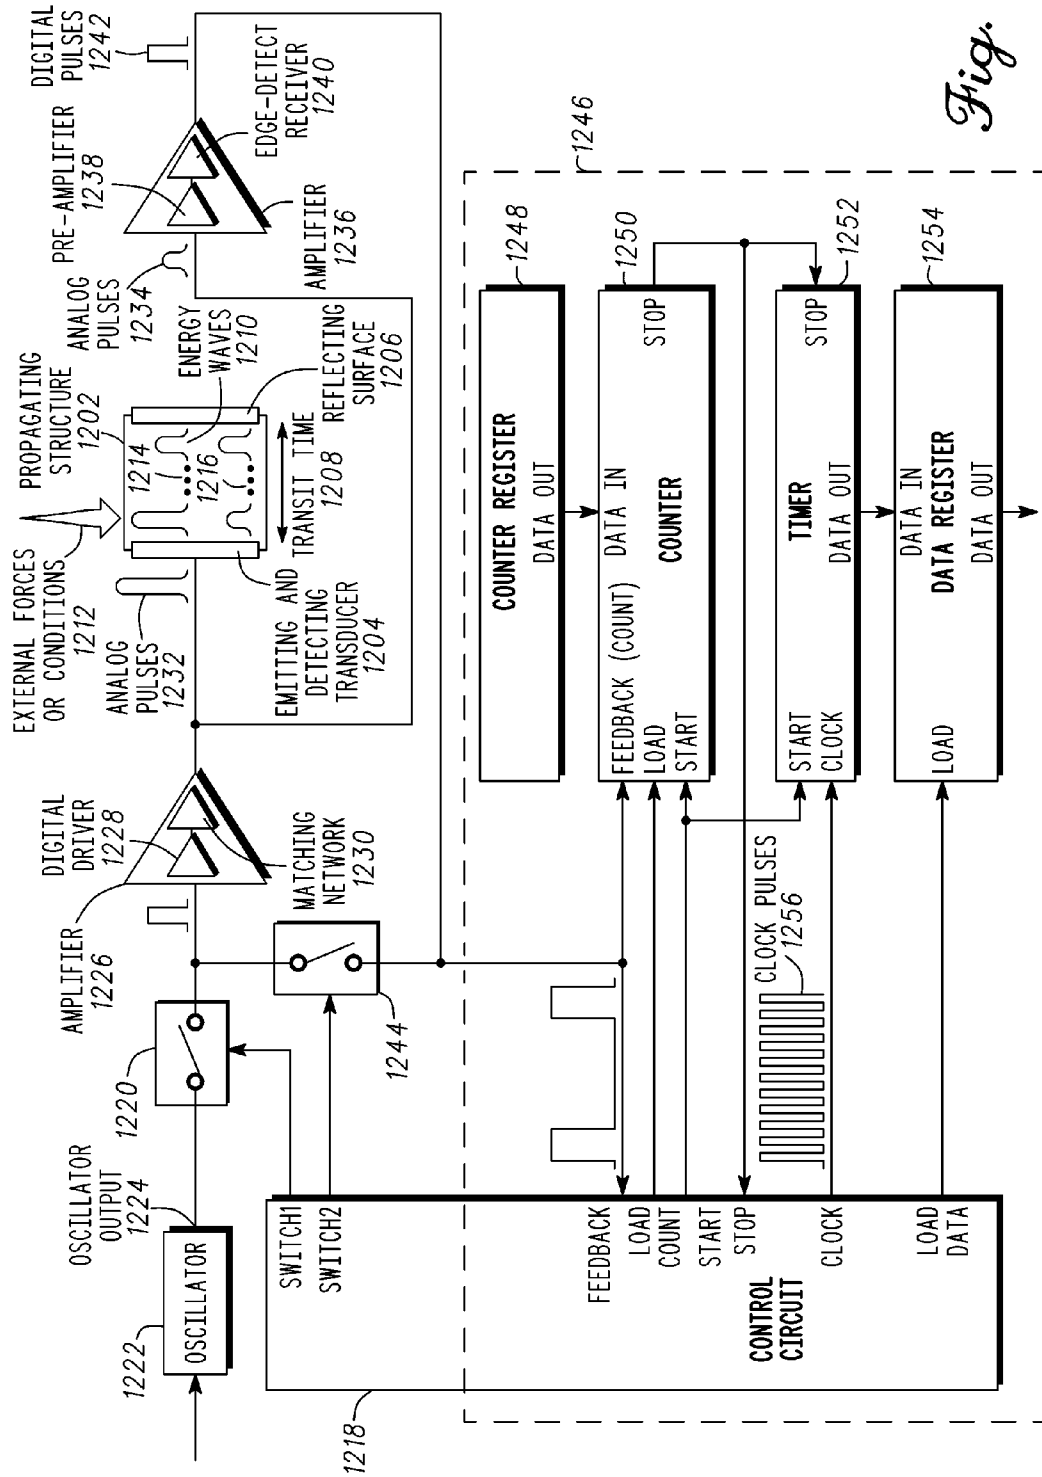 DIGITAL
PULSES
1242
PRE-AMPLIFIER
1238
EDGE-DETECT
RECEIVER
1240
ANALOG
PULSES
1234
AMPLIFIER
1236
PROPAGATING
STRUCTURE
1202
1214
1216
ENERGY
WAVES
1210
REFLECTING
SURFACE
1206
TRANSIT TIME
1208
EXTERNAL FORCES
OR CONDITIONS
1212
ANALOG
PULSES
1232
EMITTING AND
DETECTING
TRANSDUCER
1204
DIGITAL
DRIVER
1228
MATCHING
NETWORK
1230
AMPLIFIER
1226
1220
1244
OSCILLATOR
OUTPUT
1224
1222
OSCILLATOR
1218
SWITCH1
SWITCH2
FEEDBACK
LOAD
COUNT
START
STOP
CLOCK
LOAD
DATA
CONTROL
CIRCUIT
CLOCK PULSES
1256
1246
COUNTER REGISTER
DATA OUT
1248
FEEDBACK (COUNT)
LOAD
START
DATA IN
COUNTER
STOP
1250
START
CLOCK
TIMER
DATA OUT
STOP
1252
LOAD
DATA IN
DATA REGISTER
DATA OUT
1254
Fig.